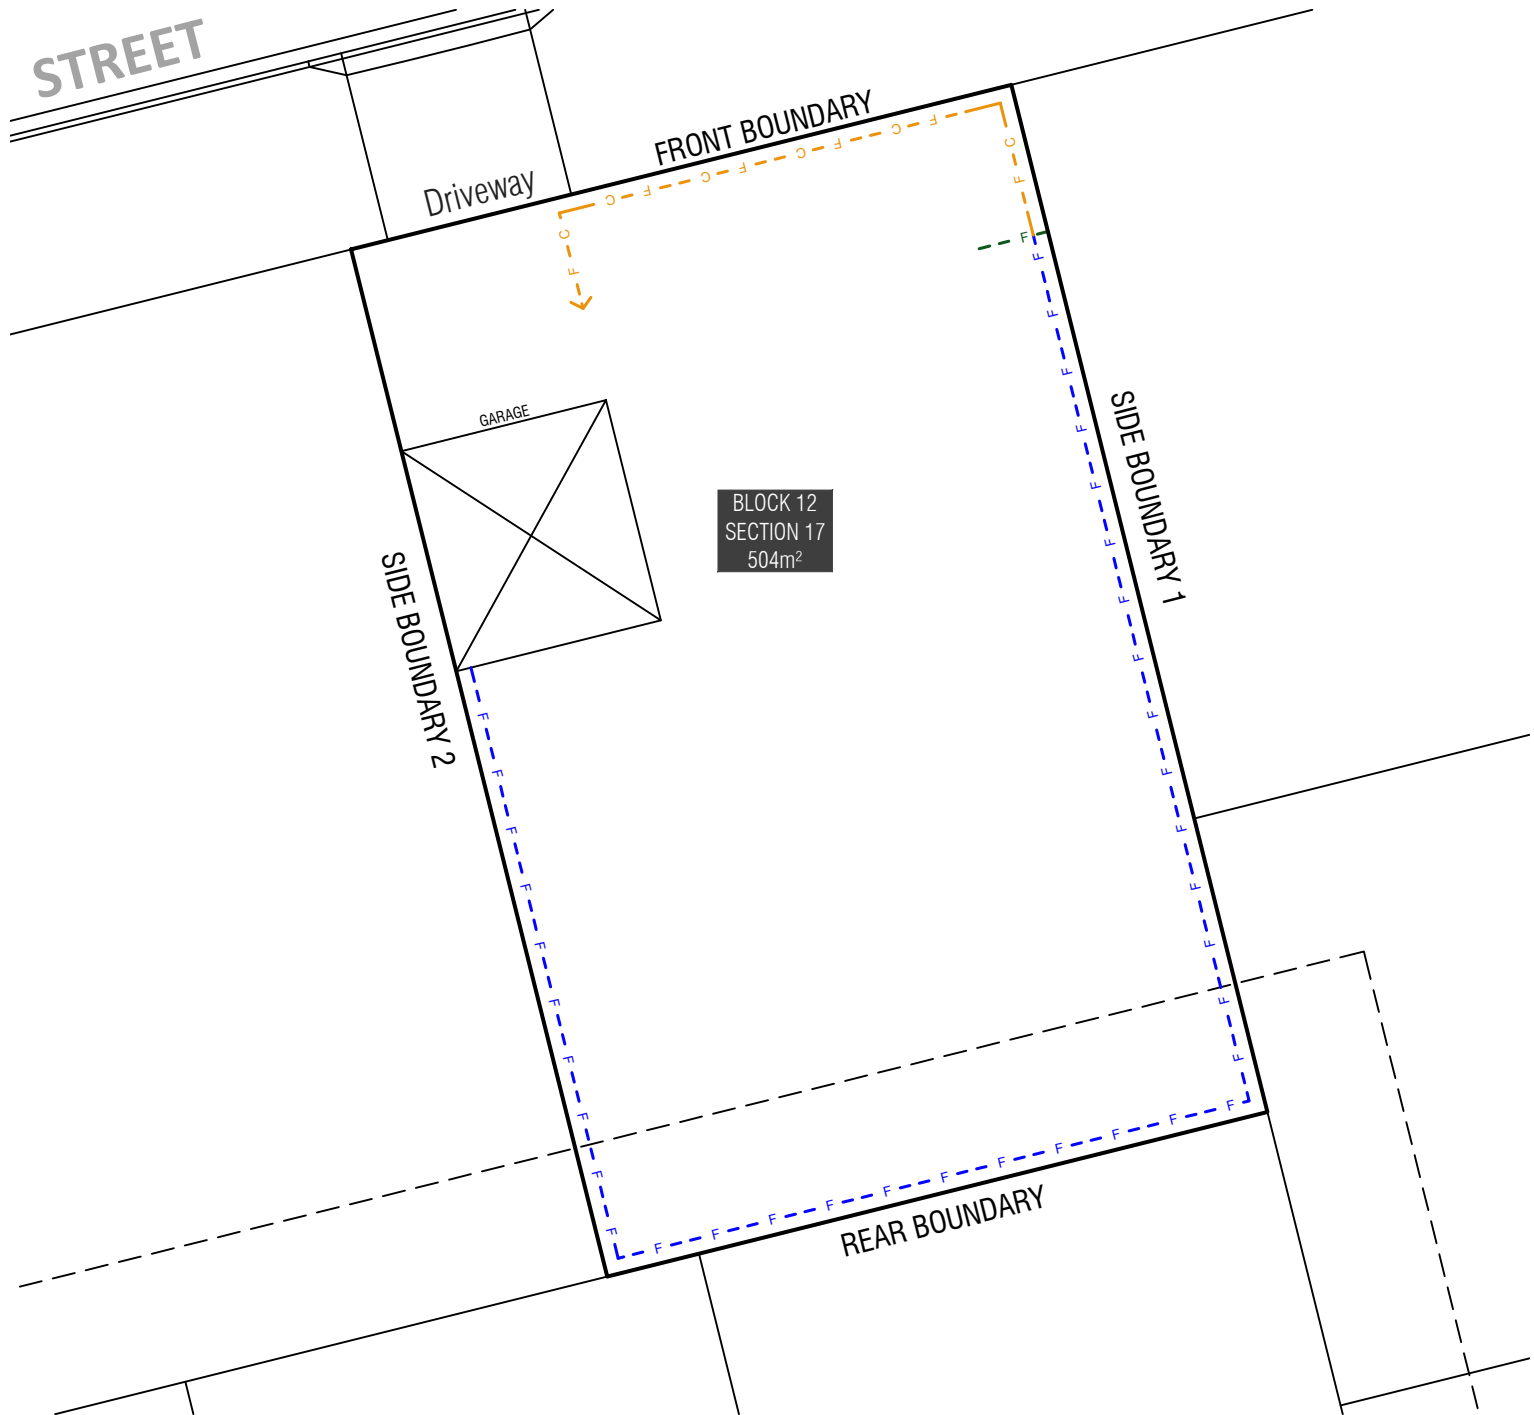 STREET
FRONT BOUNDARY
Driveway
GARAGE
BLOCK 12
SECTION 17
504m²
SIDE BOUNDARY 1
SIDE BOUNDARY 2
REAR BOUNDARY
C F C F C F C F
C F
C F
F
F F F F F F F F F F F F F F F
F F F F F F F F F F
F F F F F F F F F F F